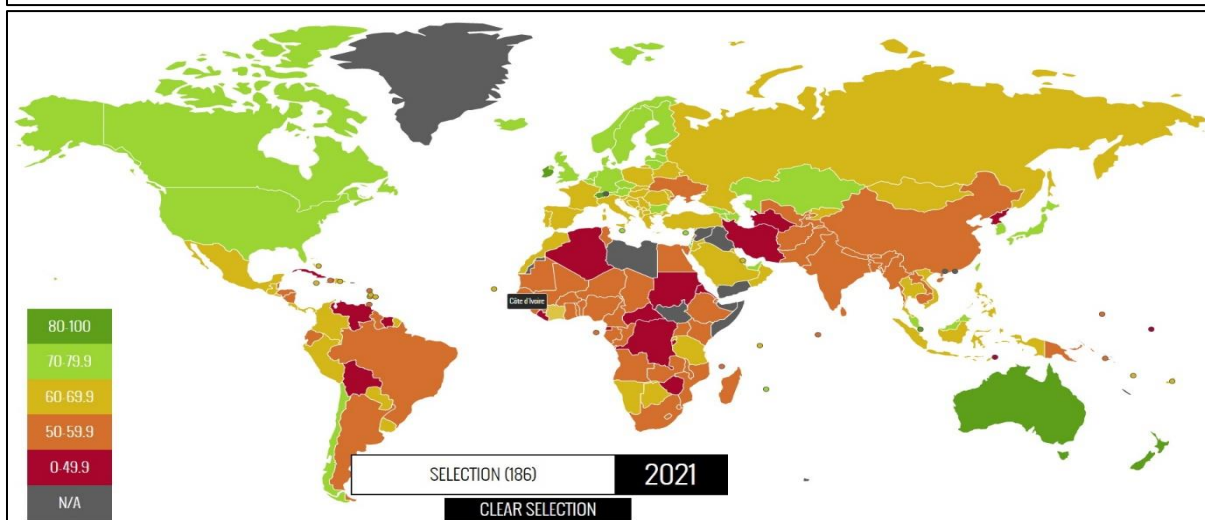 Côte d'Ivoire
80-100
70-79.9
60-69.9
50-59.9
0-49.9
N/A
SELECTION (186)
2021
CLEAR SELECTION